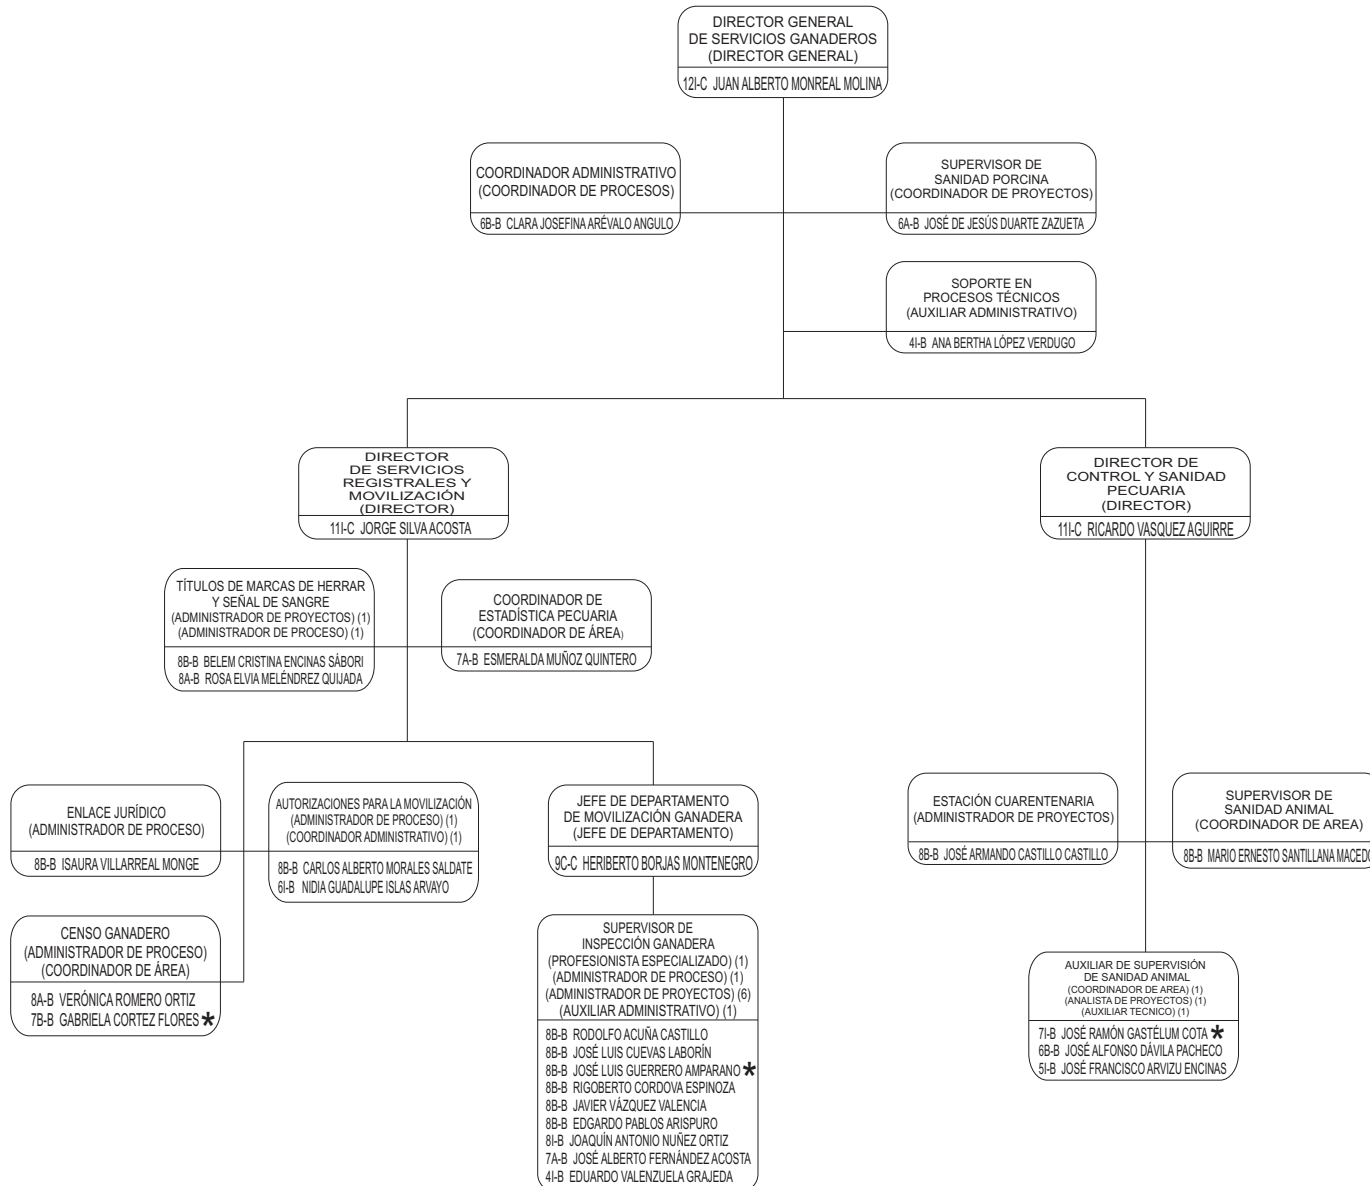 DIRECTOR GENERAL
DE SERVICIOS GANADEROS
(DIRECTOR GENERAL)
12I-C JUAN ALBERTO MONREAL MOLINA
COORDINADOR ADMINISTRATIVO
(COORDINADOR DE PROCESOS)
6B-B CLARA JOSEFINA ARÉVALO ANGULO
SUPERVISOR DE
SANIDAD PORCINA
(COORDINADOR DE PROYECTOS)
6A-B JOSÉ DE JESÚS DUARTE ZAZUETA
SOPORTE EN
PROCESOS TÉCNICOS
(AUXILIAR ADMINISTRATIVO)
4I-B ANA BERTHA LÓPEZ VERDUGO
DIRECTOR
DE SERVICIOS
REGISTRALES Y
MOVILIZACIÓN
(DIRECTOR)
11I-C JORGE SILVA ACOSTA
DIRECTOR DE
CONTROL Y SANIDAD
PECUARIA
(DIRECTOR)
11I-C RICARDO VASQUEZ AGUIRRE
TÍTULOS DE MARCAS DE HERRAR
Y SEÑAL DE SANGRE
(ADMINISTRADOR DE PROYECTOS) (1)
(ADMINISTRADOR DE PROCESO) (1)
8B-B BELEM CRISTINA ENCINAS SÁBORI
8A-B ROSA ELVIA MELÉNDREZ QUIJADA
COORDINADOR DE
ESTADÍSTICA PECUARIA
(COORDINADOR DE ÁREA)
7A-B ESMERALDA MUÑOZ QUINTERO
ENLACE JURÍDICO
(ADMINISTRADOR DE PROCESO)
8B-B ISAURA VILLARREAL MONGE
AUTORIZACIONES PARA LA MOVILIZACIÓN
(ADMINISTRADOR DE PROCESO) (1)
(COORDINADOR ADMINISTRATIVO) (1)
8B-B CARLOS ALBERTO MORALES SALDATE
6I-B NIDIA GUADALUPE ISLAS ARVAYO
JEFE DE DEPARTAMENTO
DE MOVILIZACIÓN GANADERA
(JEFE DE DEPARTAMENTO)
9C-C HERIBERTO BORJAS MONTENEGRO
ESTACIÓN CUARENTENARIA
(ADMINISTRADOR DE PROYECTOS)
8B-B JOSÉ ARMANDO CASTILLO CASTILLO
SUPERVISOR DE
SANIDAD ANIMAL
(COORDINADOR DE AREA)
8B-B MARIO ERNESTO SANTILLANA MACEDO
CENSO GANADERO
(ADMINISTRADOR DE PROCESO)
(COORDINADOR DE ÁREA)
8A-B VERÓNICA ROMERO ORTIZ
7B-B GABRIELA CORTEZ FLORES *
SUPERVISOR DE
INSPECCIÓN GANADERA
(PROFESIONISTA ESPECIALIZADO) (1)
(ADMINISTRADOR DE PROCESO) (1)
(ADMINISTRADOR DE PROYECTOS) (6)
(AUXILIAR ADMINISTRATIVO) (1)
8B-B RODOLFO ACUÑA CASTILLO
8B-B JOSÉ LUIS CUEVAS LABORÍN
8B-B JOSÉ LUIS GUERRERO AMPARANO *
8B-B RIGOBERTO CORDOVA ESPINOZA
8B-B JAVIER VÁZQUEZ VALENCIA
8B-B EDGARDO PABLOS ARISPURO
8I-B JOAQUÍN ANTONIO NUÑEZ ORTIZ
7A-B JOSÉ ALBERTO FERNÁNDEZ ACOSTA
4I-B EDUARDO VALENZUELA GRAJEDA
AUXILIAR DE SUPERVISIÓN
DE SANIDAD ANIMAL
(COORDINADOR DE AREA) (1)
(ANALISTA DE PROYECTOS) (1)
(AUXILIAR TECNICO) (1)
7I-B JOSÉ RAMÓN GASTÉLUM COTA *
6B-B JOSÉ ALFONSO DÁVILA PACHECO
5I-B JOSÉ FRANCISCO ARVIZU ENCINAS